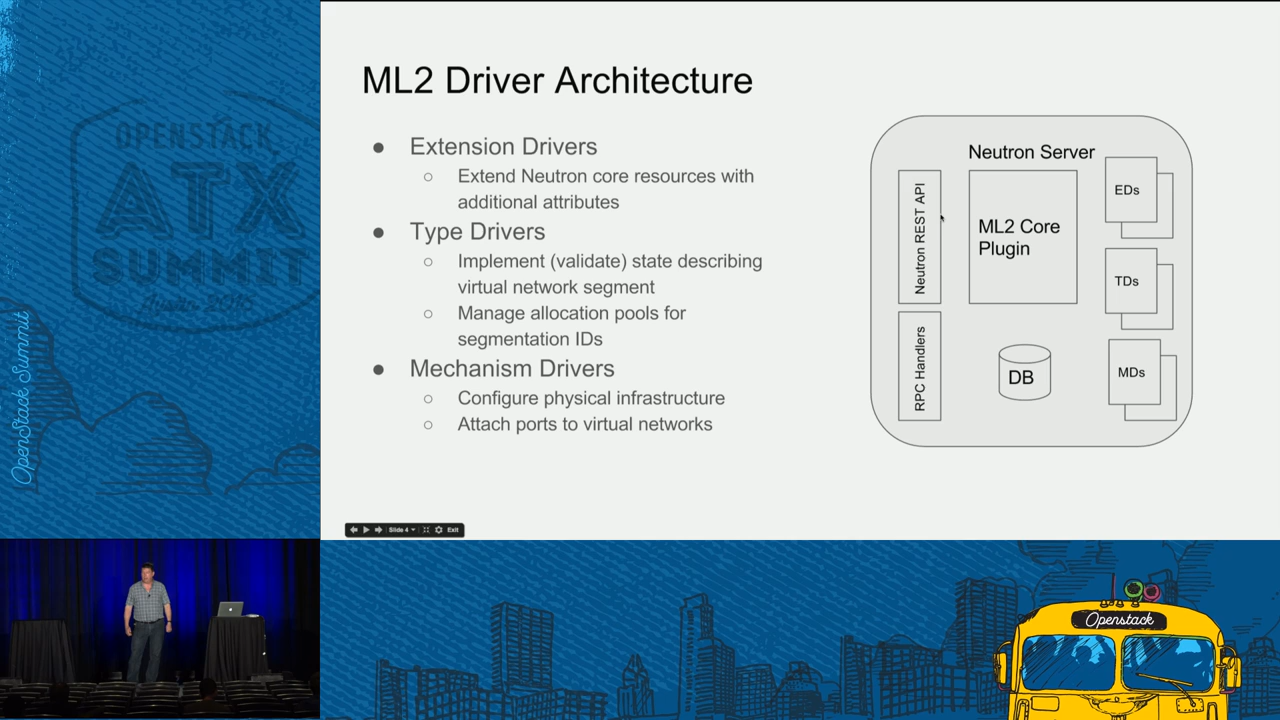 OPENSTACK
ATX
SUMMIT
Austin 2016
OpenStack Summit
ML2 Driver Architecture
● Extension Drivers
○ Extend Neutron core resources with
additional attributes
● Type Drivers
○ Implement (validate) state describing
virtual network segment
○ Manage allocation pools for
segmentation IDs
● Mechanism Drivers
○ Configure physical infrastructure
○ Attach ports to virtual networks
Neutron Server
Neutron REST API
ML2 Core
Plugin
EDs
TDs
RPC Handlers
DB
MDs
Slide 4
Exit
Openstack